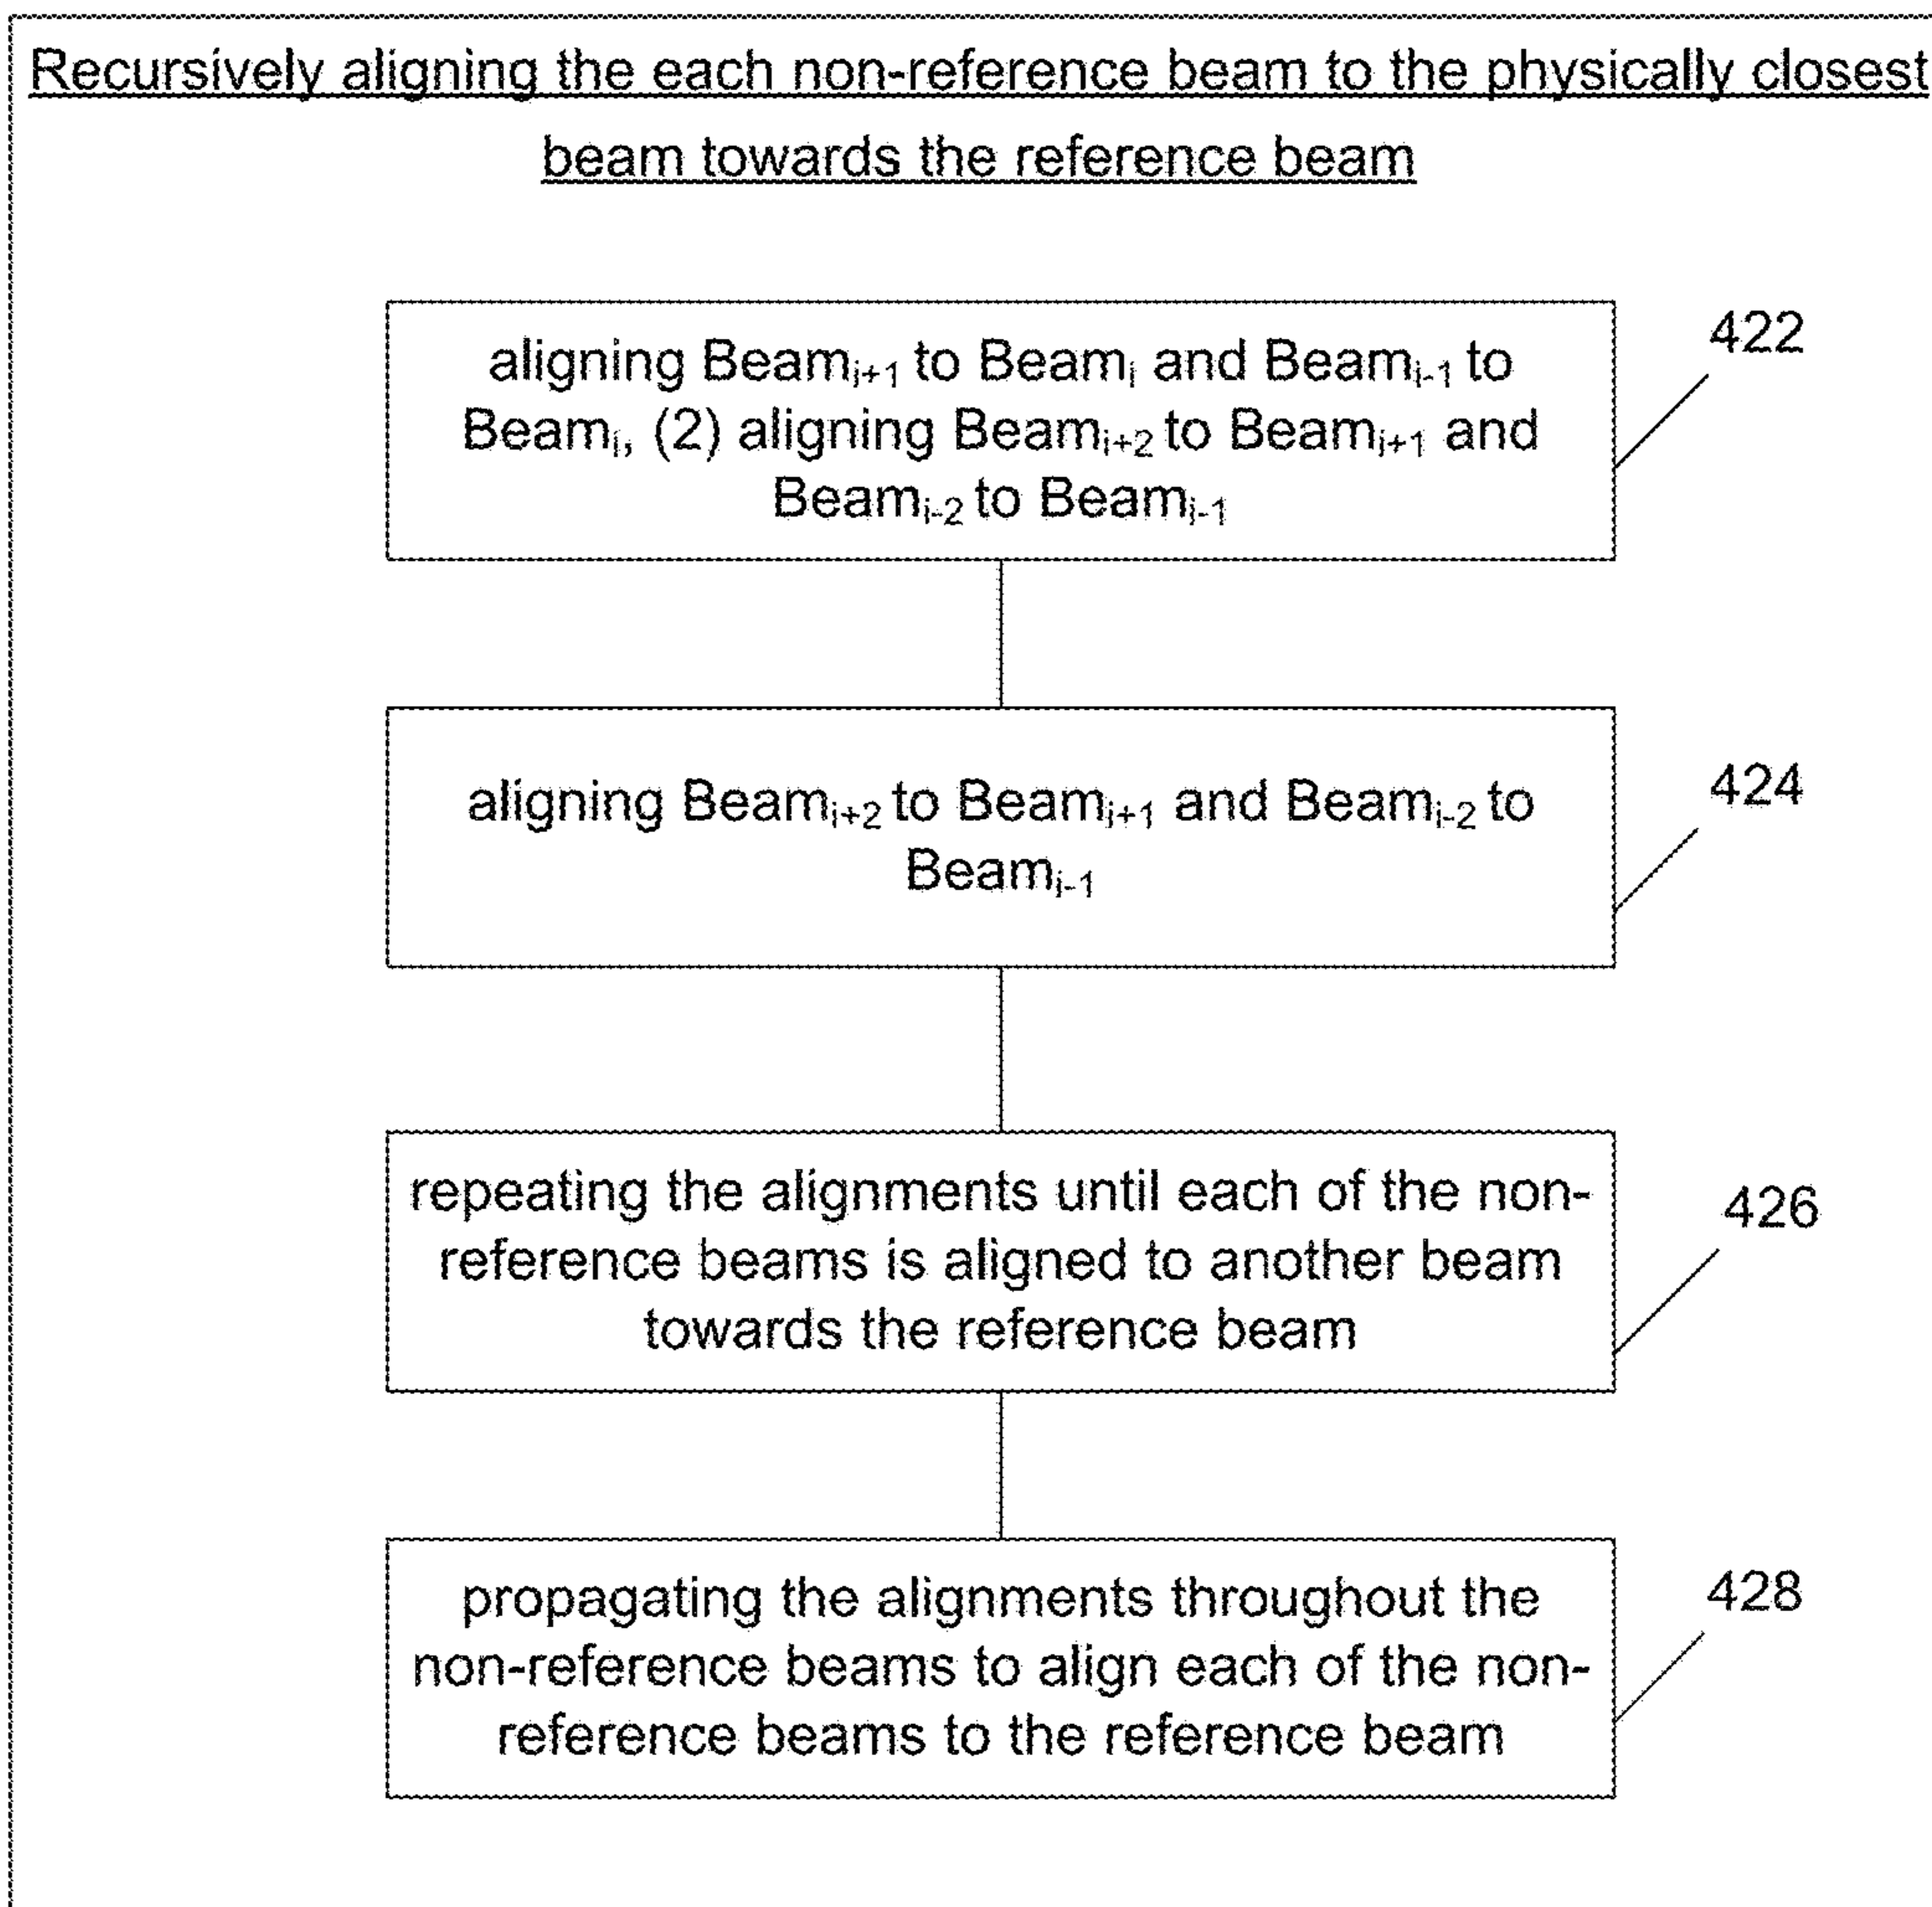 Recursively aligning the each non-reference beam to the physically closest
beam towards the reference beam
aligning Beamᵢ₊₁ to Beamᵢ and Beamᵢ₋₁ to
Beamᵢ, (2) aligning Beamᵢ₊₂ to Beamᵢ₊₁ and
Beamᵢ₋₂ to Beamᵢ₋₁
422
aligning Beamᵢ₊₂ to Beamᵢ₊₁ and Beamᵢ₋₂ to
Beamᵢ₋₁
424
repeating the alignments until each of the non-
reference beams is aligned to another beam
towards the reference beam
426
propagating the alignments throughout the
non-reference beams to align each of the non-
reference beams to the reference beam
428